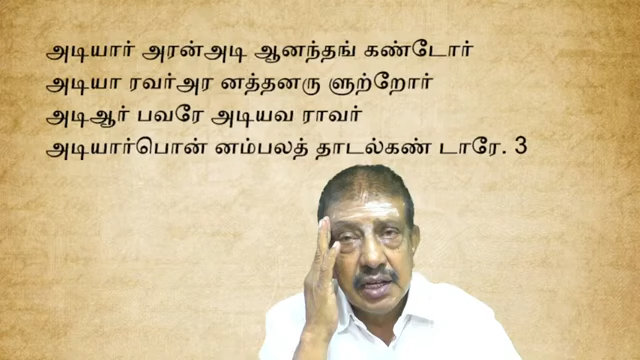 அடியார் அரன்அடி ஆனந்தங் கண்டோர்
அடியா ரவர்அர னத்தனரு ளுற்றோர்
அடிஆர் பவரே அடியவ ராவர்
அடியார்பொன் னம்பலத் தாடல்கண் டாரே. 3